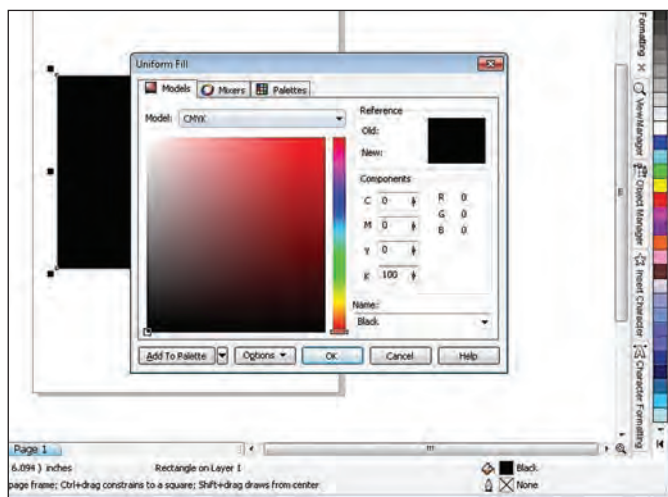 Uniform Fill
Models Mixers Palettes
Model: CMYK
Reference
Old:
New:
Components
C 0 R 0
M 0 G 0
Y 0 B 0
K 100
Name:
Black
Add To Palette Options OK Cancel Help
Formatting
View Manager
Object Manager
Insert Character
Character Formatting
Page 1
6.094 ) inches Rectangle on Layer 1 Black
page frame; Ctrl+drag constrains to a square; Shift+drag draws from center None